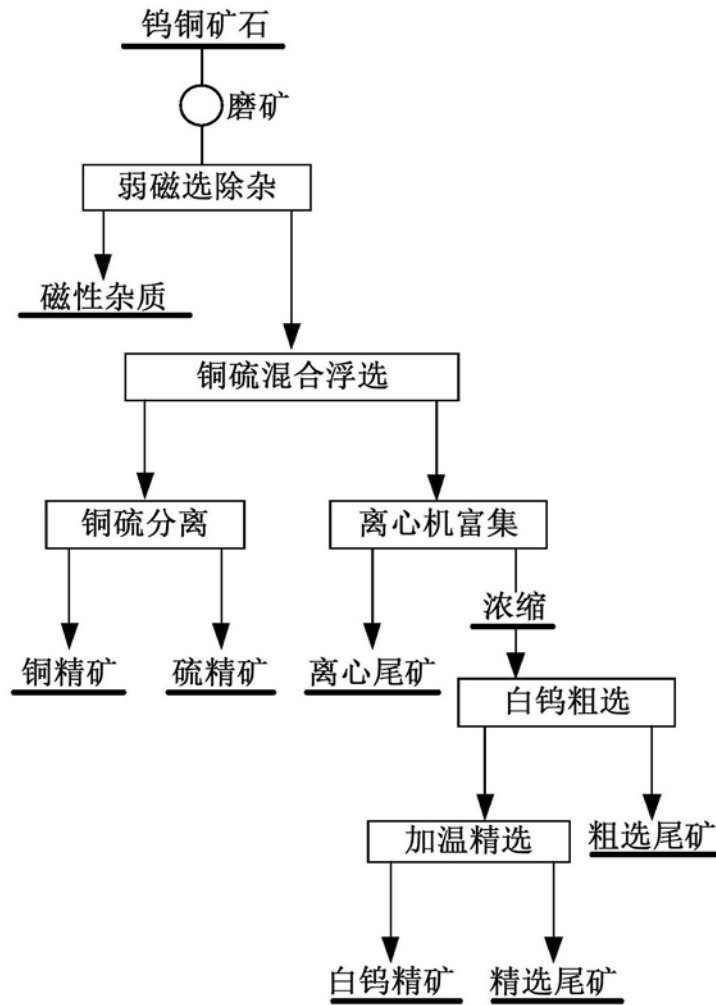 钨铜矿石
磨矿
弱磁选除杂
磁性杂质
铜硫混合浮选
铜硫分离
离心机富集
浓缩
铜精矿
硫精矿
离心尾矿
白钨粗选
加温精选
粗选尾矿
白钨精矿
精选尾矿